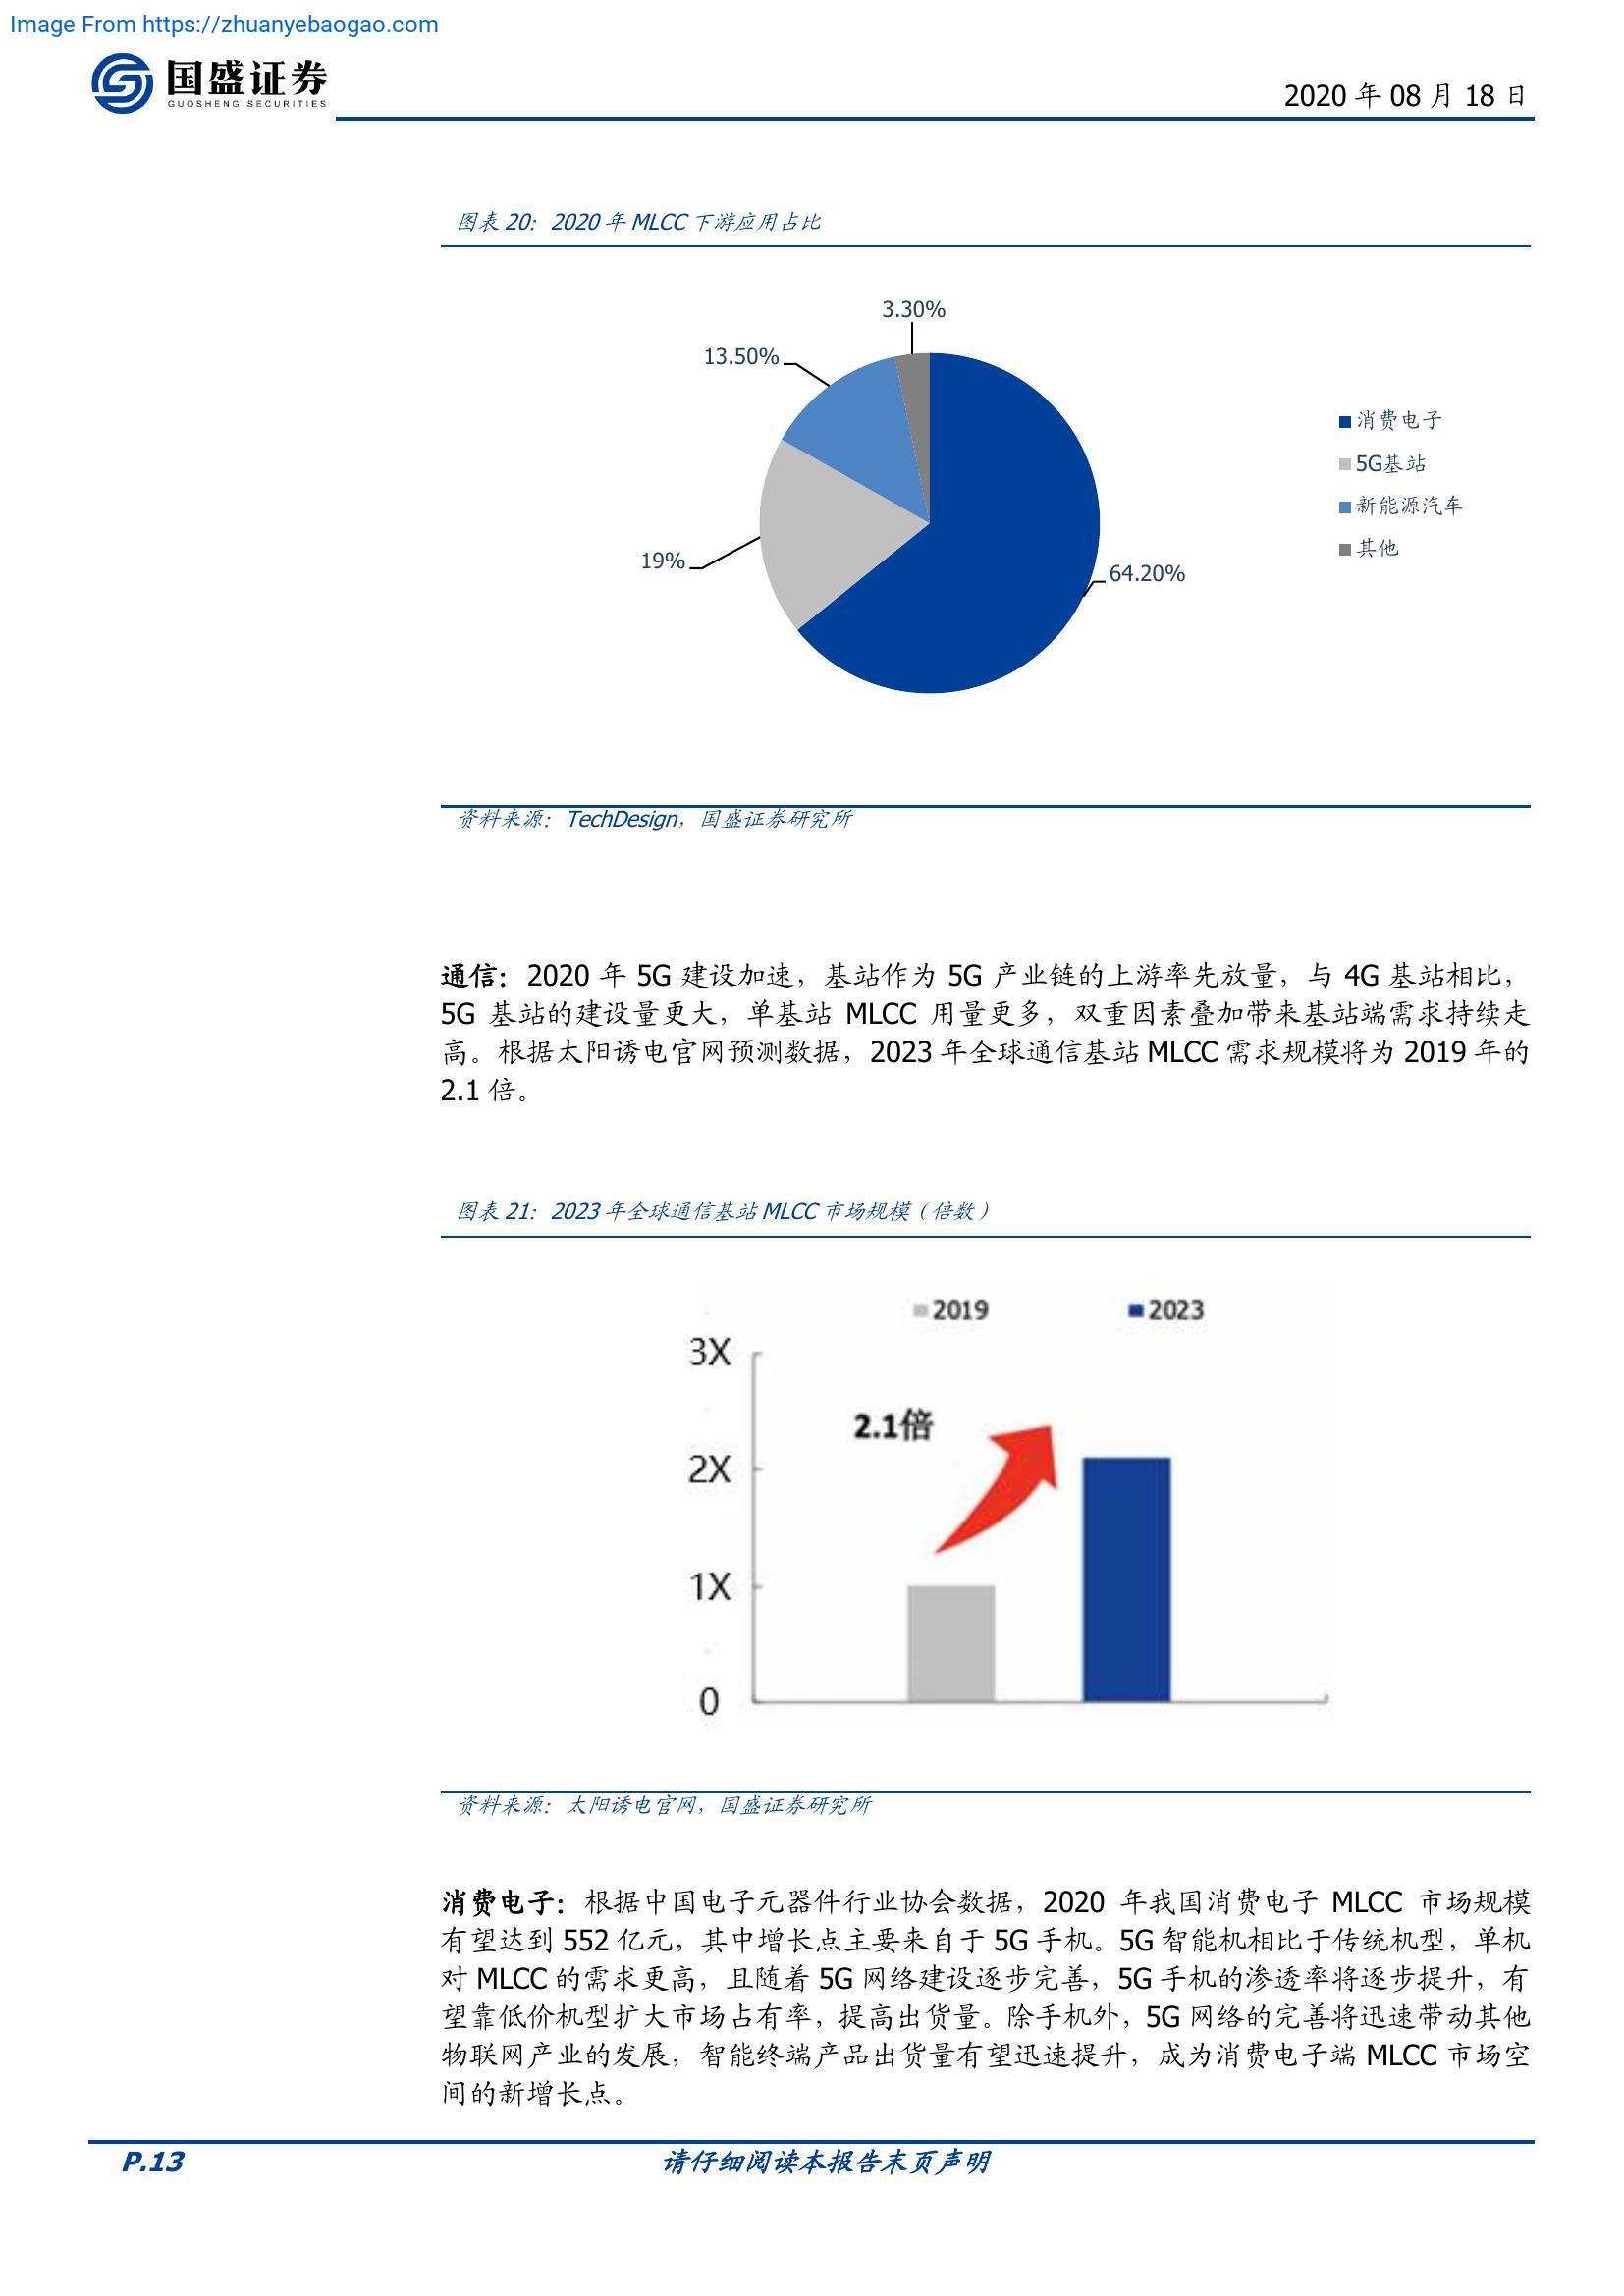 Image From https://zhuanyebaogao.com
国盛证券
GUOSHENG SECURITIES
2020 年 08 月 18 日
图表 20：2020 年 MLCC 下游应用占比
3.30%
13.50%
19%
64.20%
消费电子
5G基站
新能源汽车
其他
资料来源：TechDesign，国盛证券研究所
通信：2020 年 5G 建设加速，基站作为 5G 产业链的上游率先放量，与 4G 基站相比，
5G 基站的建设量更大，单基站 MLCC 用量更多，双重因素叠加带来基站端需求持续走
高。根据太阳诱电官网预测数据，2023 年全球通信基站 MLCC 需求规模将为 2019 年的
2.1 倍。
图表 21：2023 年全球通信基站 MLCC 市场规模（倍数）
2019
2023
3X
2.1倍
2X
1X
0
资料来源：太阳诱电官网，国盛证券研究所
消费电子：根据中国电子元器件行业协会数据，2020 年我国消费电子 MLCC 市场规模
有望达到 552 亿元，其中增长点主要来自于 5G 手机。5G 智能机相比于传统机型，单机
对 MLCC 的需求更高，且随着 5G 网络建设逐步完善，5G 手机的渗透率将逐步提升，有
望靠低价机型扩大市场占有率，提高出货量。除手机外，5G 网络的完善将迅速带动其他
物联网产业的发展，智能终端产品出货量有望迅速提升，成为消费电子端 MLCC 市场空
间的新增长点。
P.13
请仔细阅读本报告末页声明